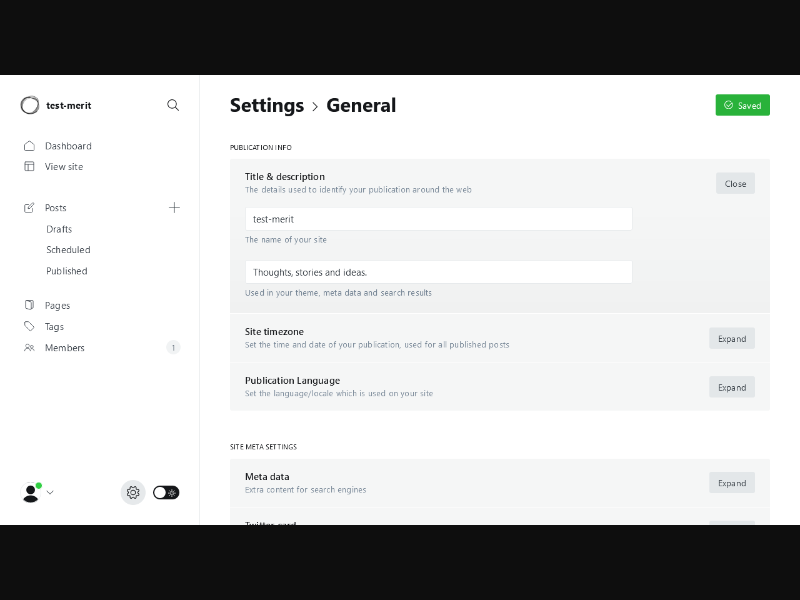 test-merit
Dashboard
View site
Posts
Drafts
Scheduled
Published
Pages
Tags
Members
1
Settings > General
Saved
PUBLICATION INFO
Title & description
The details used to identify your publication around the web
Close
test-merit
The name of your site
Thoughts, stories and ideas.
Used in your theme, meta data and search results
Site timezone
Set the time and date of your publication, used for all published posts
Expand
Publication Language
Set the language/locale which is used on your site
Expand
SITE META SETTINGS
Meta data
Extra content for search engines
Expand
Twitter card